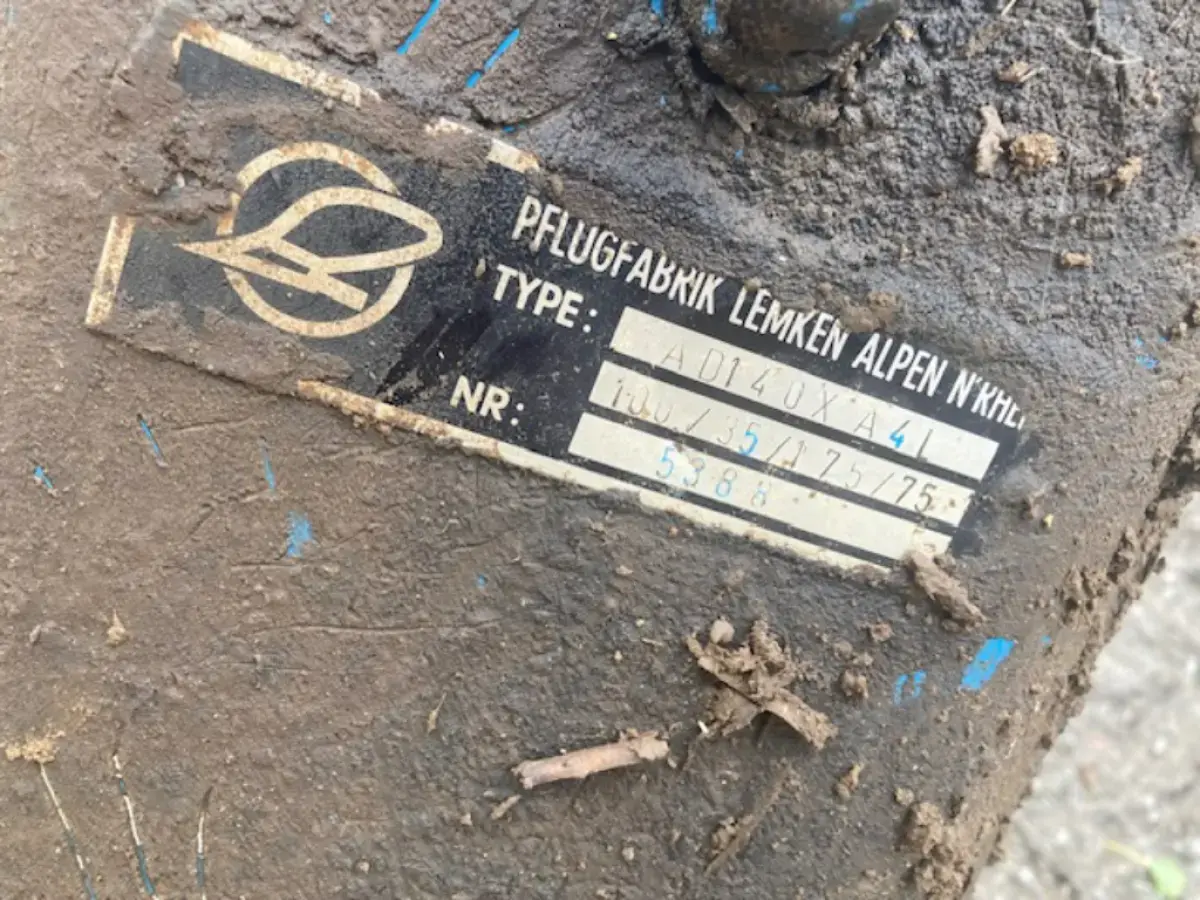 PFLUGFABRIK LEMKEN ALPEN N'RHEI
TYPE: AD140X A4L
100/35/175/75
NR: 5388